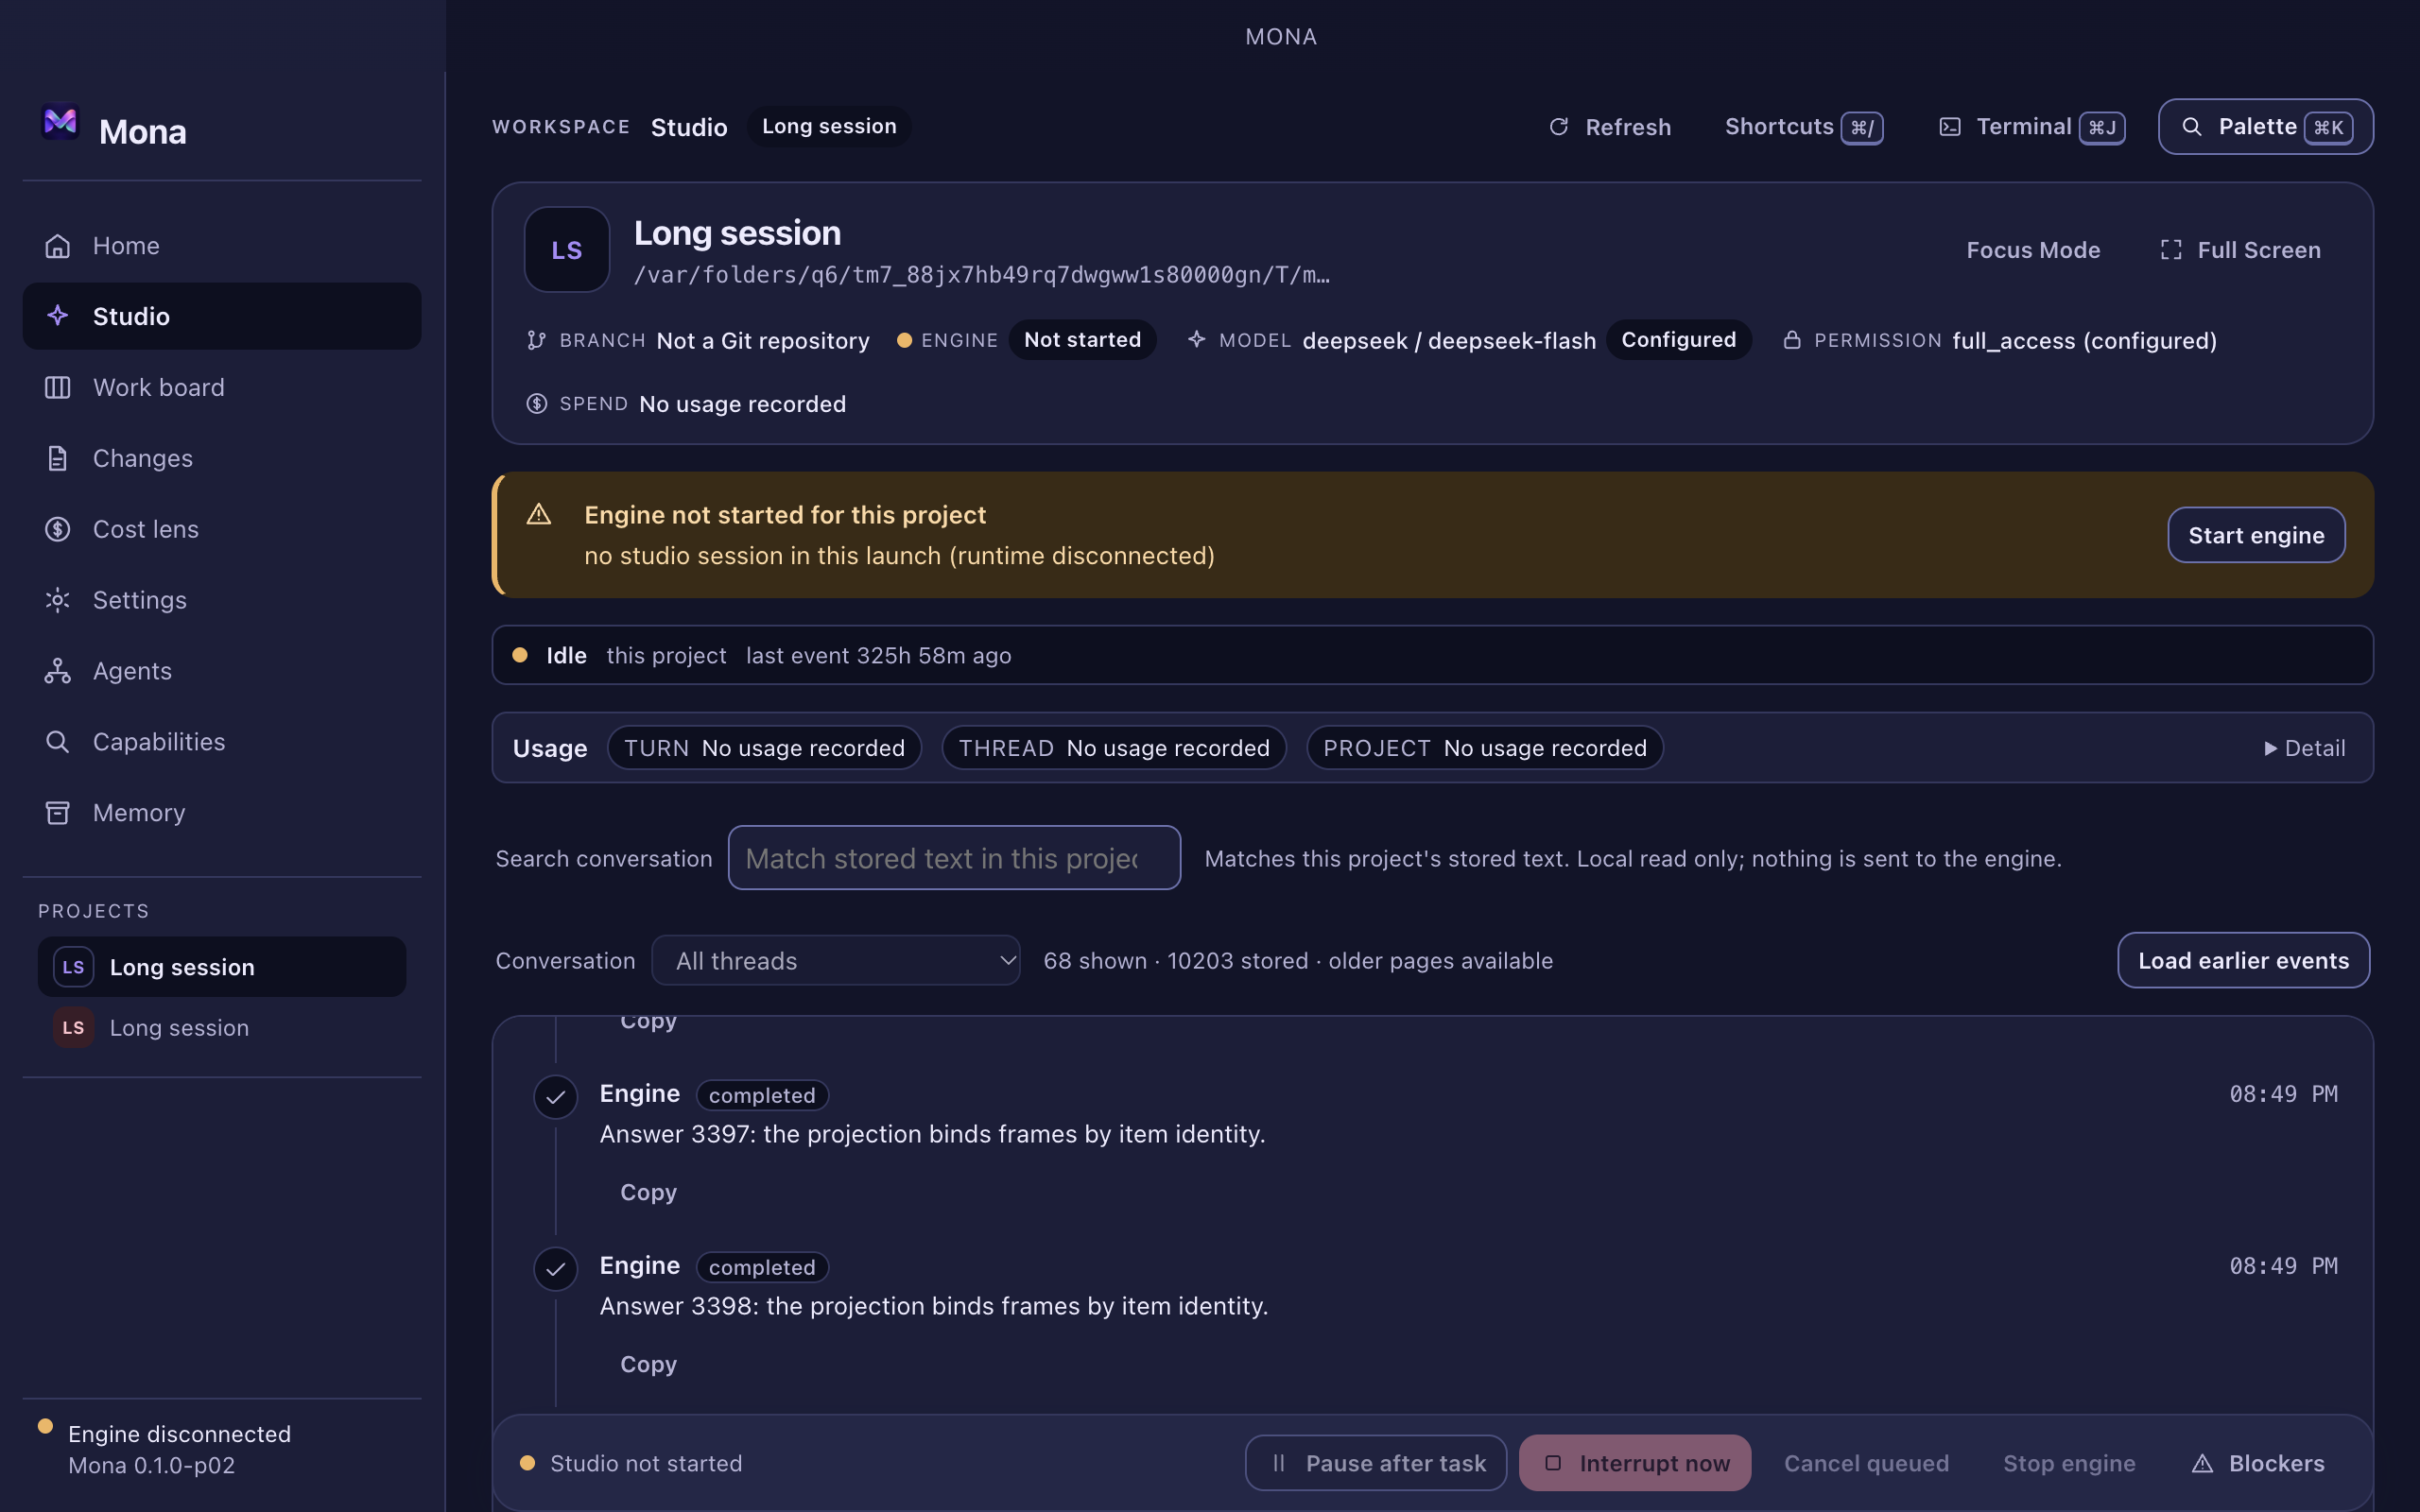 MONA
Mona
Home
Studio
Work board
Changes
Cost lens
Settings
Agents
Capabilities
Memory
PROJECTS
LS Long session
LS Long session
Engine disconnected
Mona 0.1.0-p02
WORKSPACE Studio Long session
Refresh Shortcuts ⌘/ Terminal ⌘J Palette ⌘K
LS Long session
/var/folders/q6/tm7_88jx7hb49rq7dwgww1s80000gn/T/m…
Focus Mode Full Screen
BRANCH Not a Git repository ENGINE Not started MODEL deepseek / deepseek-flash Configured PERMISSION full_access (configured)
SPEND No usage recorded
Engine not started for this project
no studio session in this launch (runtime disconnected)
Start engine
Idle this project last event 325h 58m ago
Usage TURN No usage recorded THREAD No usage recorded PROJECT No usage recorded Detail
Search conversation Match stored text in this projec Matches this project's stored text. Local read only; nothing is sent to the engine.
Conversation All threads 68 shown · 10203 stored · older pages available Load earlier events
Copy
Engine completed 08:49 PM
Answer 3397: the projection binds frames by item identity.
Copy
Engine completed 08:49 PM
Answer 3398: the projection binds frames by item identity.
Copy
Studio not started Pause after task Interrupt now Cancel queued Stop engine Blockers